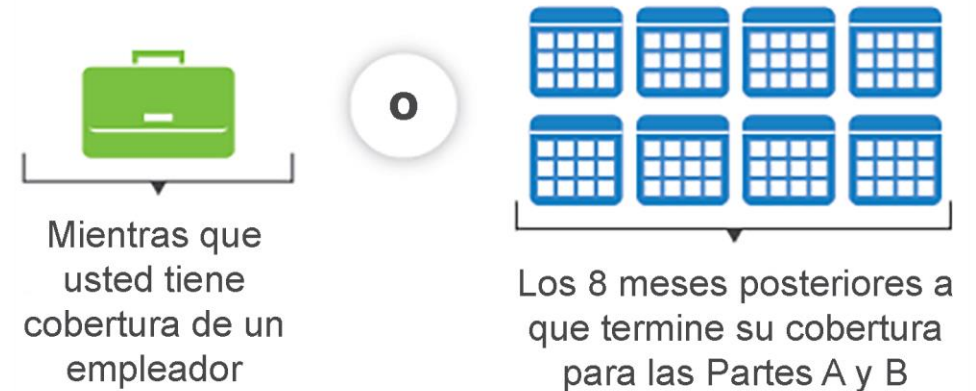 Mientras que
usted tiene
cobertura de un
empleador
o
Los 8 meses posteriores a
que termine su cobertura
para las Partes A y B